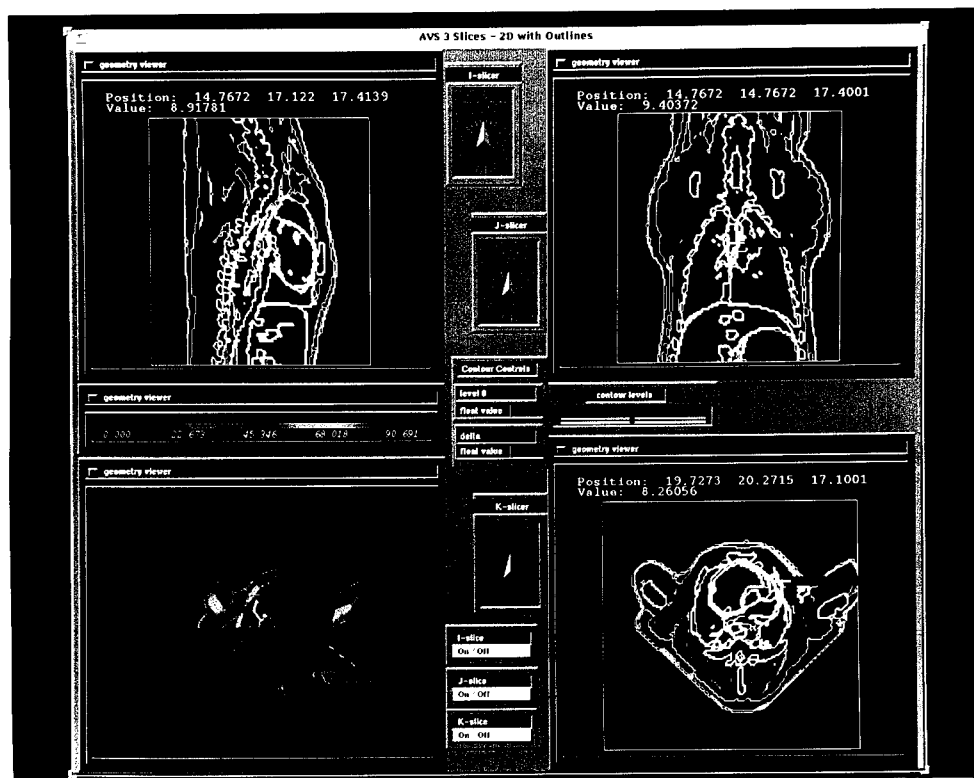 AVS 3 Slices - 2D with Outlines
geometry viewer
Position: 14.7672 17.122 17.4139
Value: 8.91781
I-slicer
geometry viewer
Position: 14.7672 14.7672 17.4001
Value: 9.40372
J-slicer
Contour Controls
level 0
float value
delta
float value
contour levels
geometry viewer
0.000 22.673 45.346 68.018 90.691
geometry viewer
K-slicer
geometry viewer
Position: 19.7273 20.2715 17.1001
Value: 8.26056
I-slice
On/Off
J-slice
On/Off
K-slice
On Off